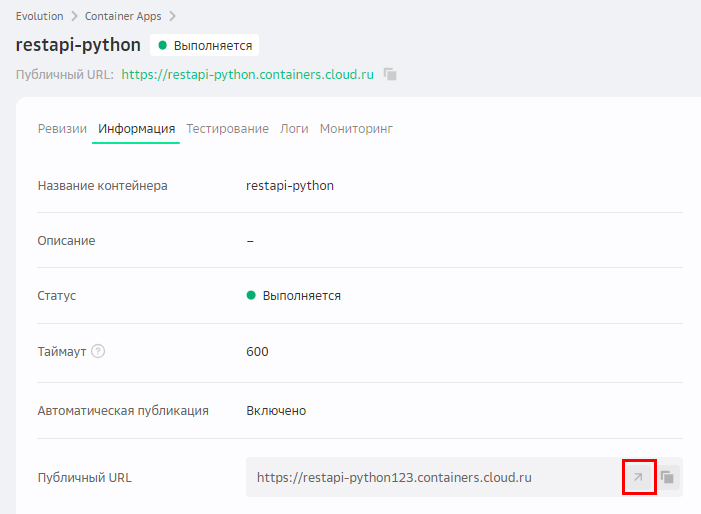 Evolution > Container Apps >
restapi-python Выполняется
Публичный URL: https://restapi-python.containers.cloud.ru
Ревизии Информация Тестирование Логи Мониторинг
Название контейнера restapi-python
Описание –
Статус Выполняется
Таймаут ? 600
Автоматическая публикация Включено
Публичный URL https://restapi-python123.containers.cloud.ru